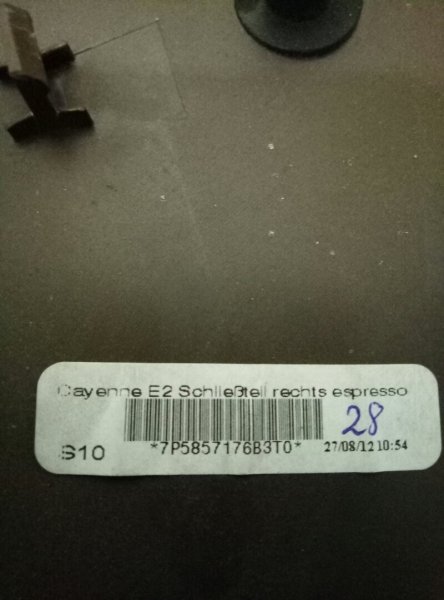 Cayenne E2 Schließteil rechts espresso
28
S10 *7P5857176B3T0* 27/08/12 10:54